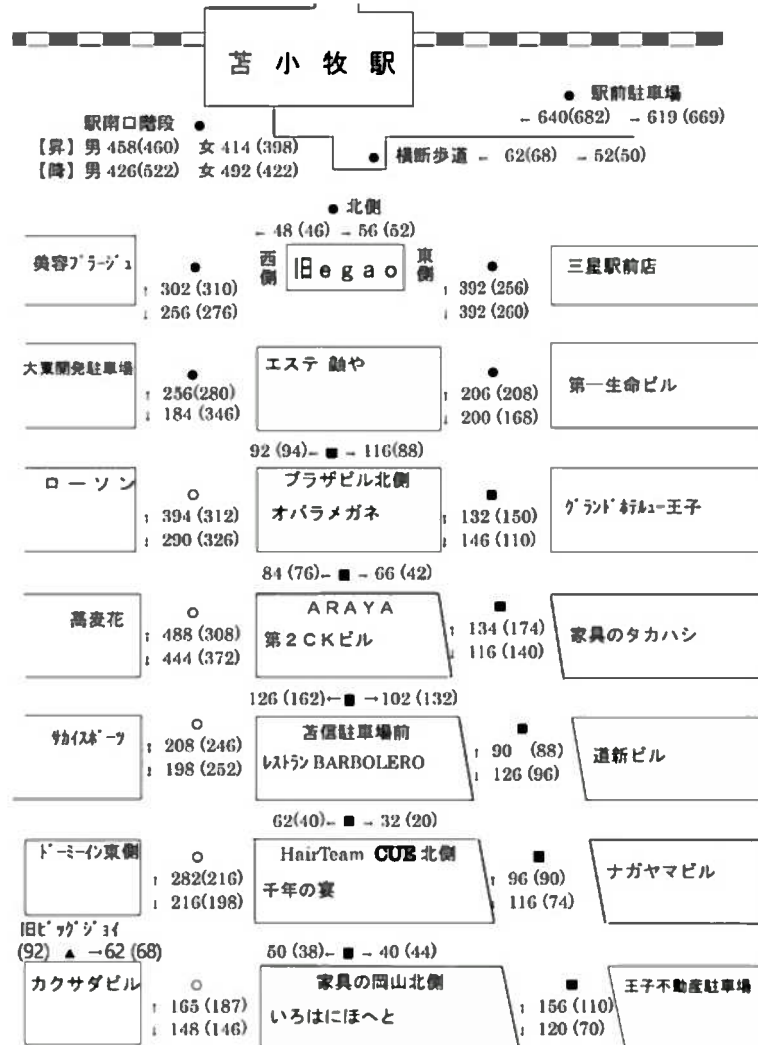 苫小牧駅
● 駅前駐車場
← 640(682) → 619 (669)
駅南口階段 ●
【昇】男 458(460) 女 414 (398)
【降】男 426(522) 女 492 (422)
● 横断歩道 ← 62(68) → 52(50)
● 北側
← 48 (46) → 56 (52)
西側
旧egao
東側
美容プラージュ
●
↑ 302 (310)
↓ 256 (276)
●
↑ 392 (256)
↓ 392 (260)
三星駅前店
大東開発駐車場
●
↑ 256(280)
↓ 184 (346)
エステ 顔や
●
↑ 206 (208)
↓ 200 (168)
第一生命ビル
92 (94)← ■ → 116(88)
ローソン
○
↑ 394 (312)
↓ 290 (326)
プラザビル北側
オバラメガネ
■
↑ 132 (150)
↓ 146 (110)
グランドホテルニュー王子
84 (76)← ■ → 66 (42)
蕎麦花
○
↑ 488 (308)
↓ 444 (372)
ARAYA
第2CKビル
■
↑ 134 (174)
↓ 116 (140)
家具のタカハシ
126 (162)←■ →102 (132)
サカイスポーツ
○
↑ 208 (246)
↓ 198 (252)
苫信駐車場前
レストラン BARBOLERO
■
↑ 90 (88)
↓ 126 (96)
道新ビル
62(40)← ■ → 32 (20)
ドーミーイン東側
○
↑ 282(216)
↓ 216(198)
HairTeam CUE 北側
千年の宴
■
↑ 96 (90)
↓ 116 (74)
ナガヤマビル
旧ビッグジョイ
(92) ▲ →62 (68)
50 (38)← ■ → 40 (44)
カクサダビル
○
↑ 165 (187)
↓ 148 (146)
家具の岡山北側
いろはにほへと
■
↑ 156 (110)
↓ 120 (70)
王子不動産駐車場